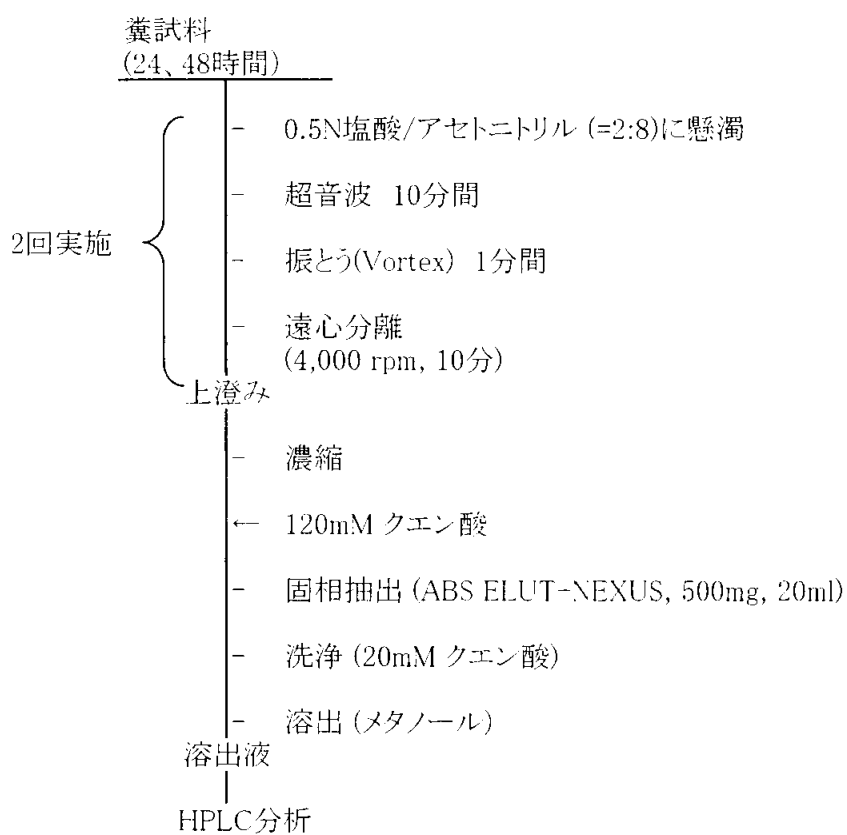 糞試料
(24、48時間)
0.5N塩酸/アセトニトリル (=2:8)に懸濁
超音波 10分間
2回実施
振とう(Vortex) 1分間
遠心分離
(4,000 rpm, 10分)
上澄み
濃縮
120mM クエン酸
固相抽出 (ABS ELUT-NEXUS, 500mg, 20ml)
洗浄 (20mM クエン酸)
溶出 (メタノール)
溶出液
HPLC分析